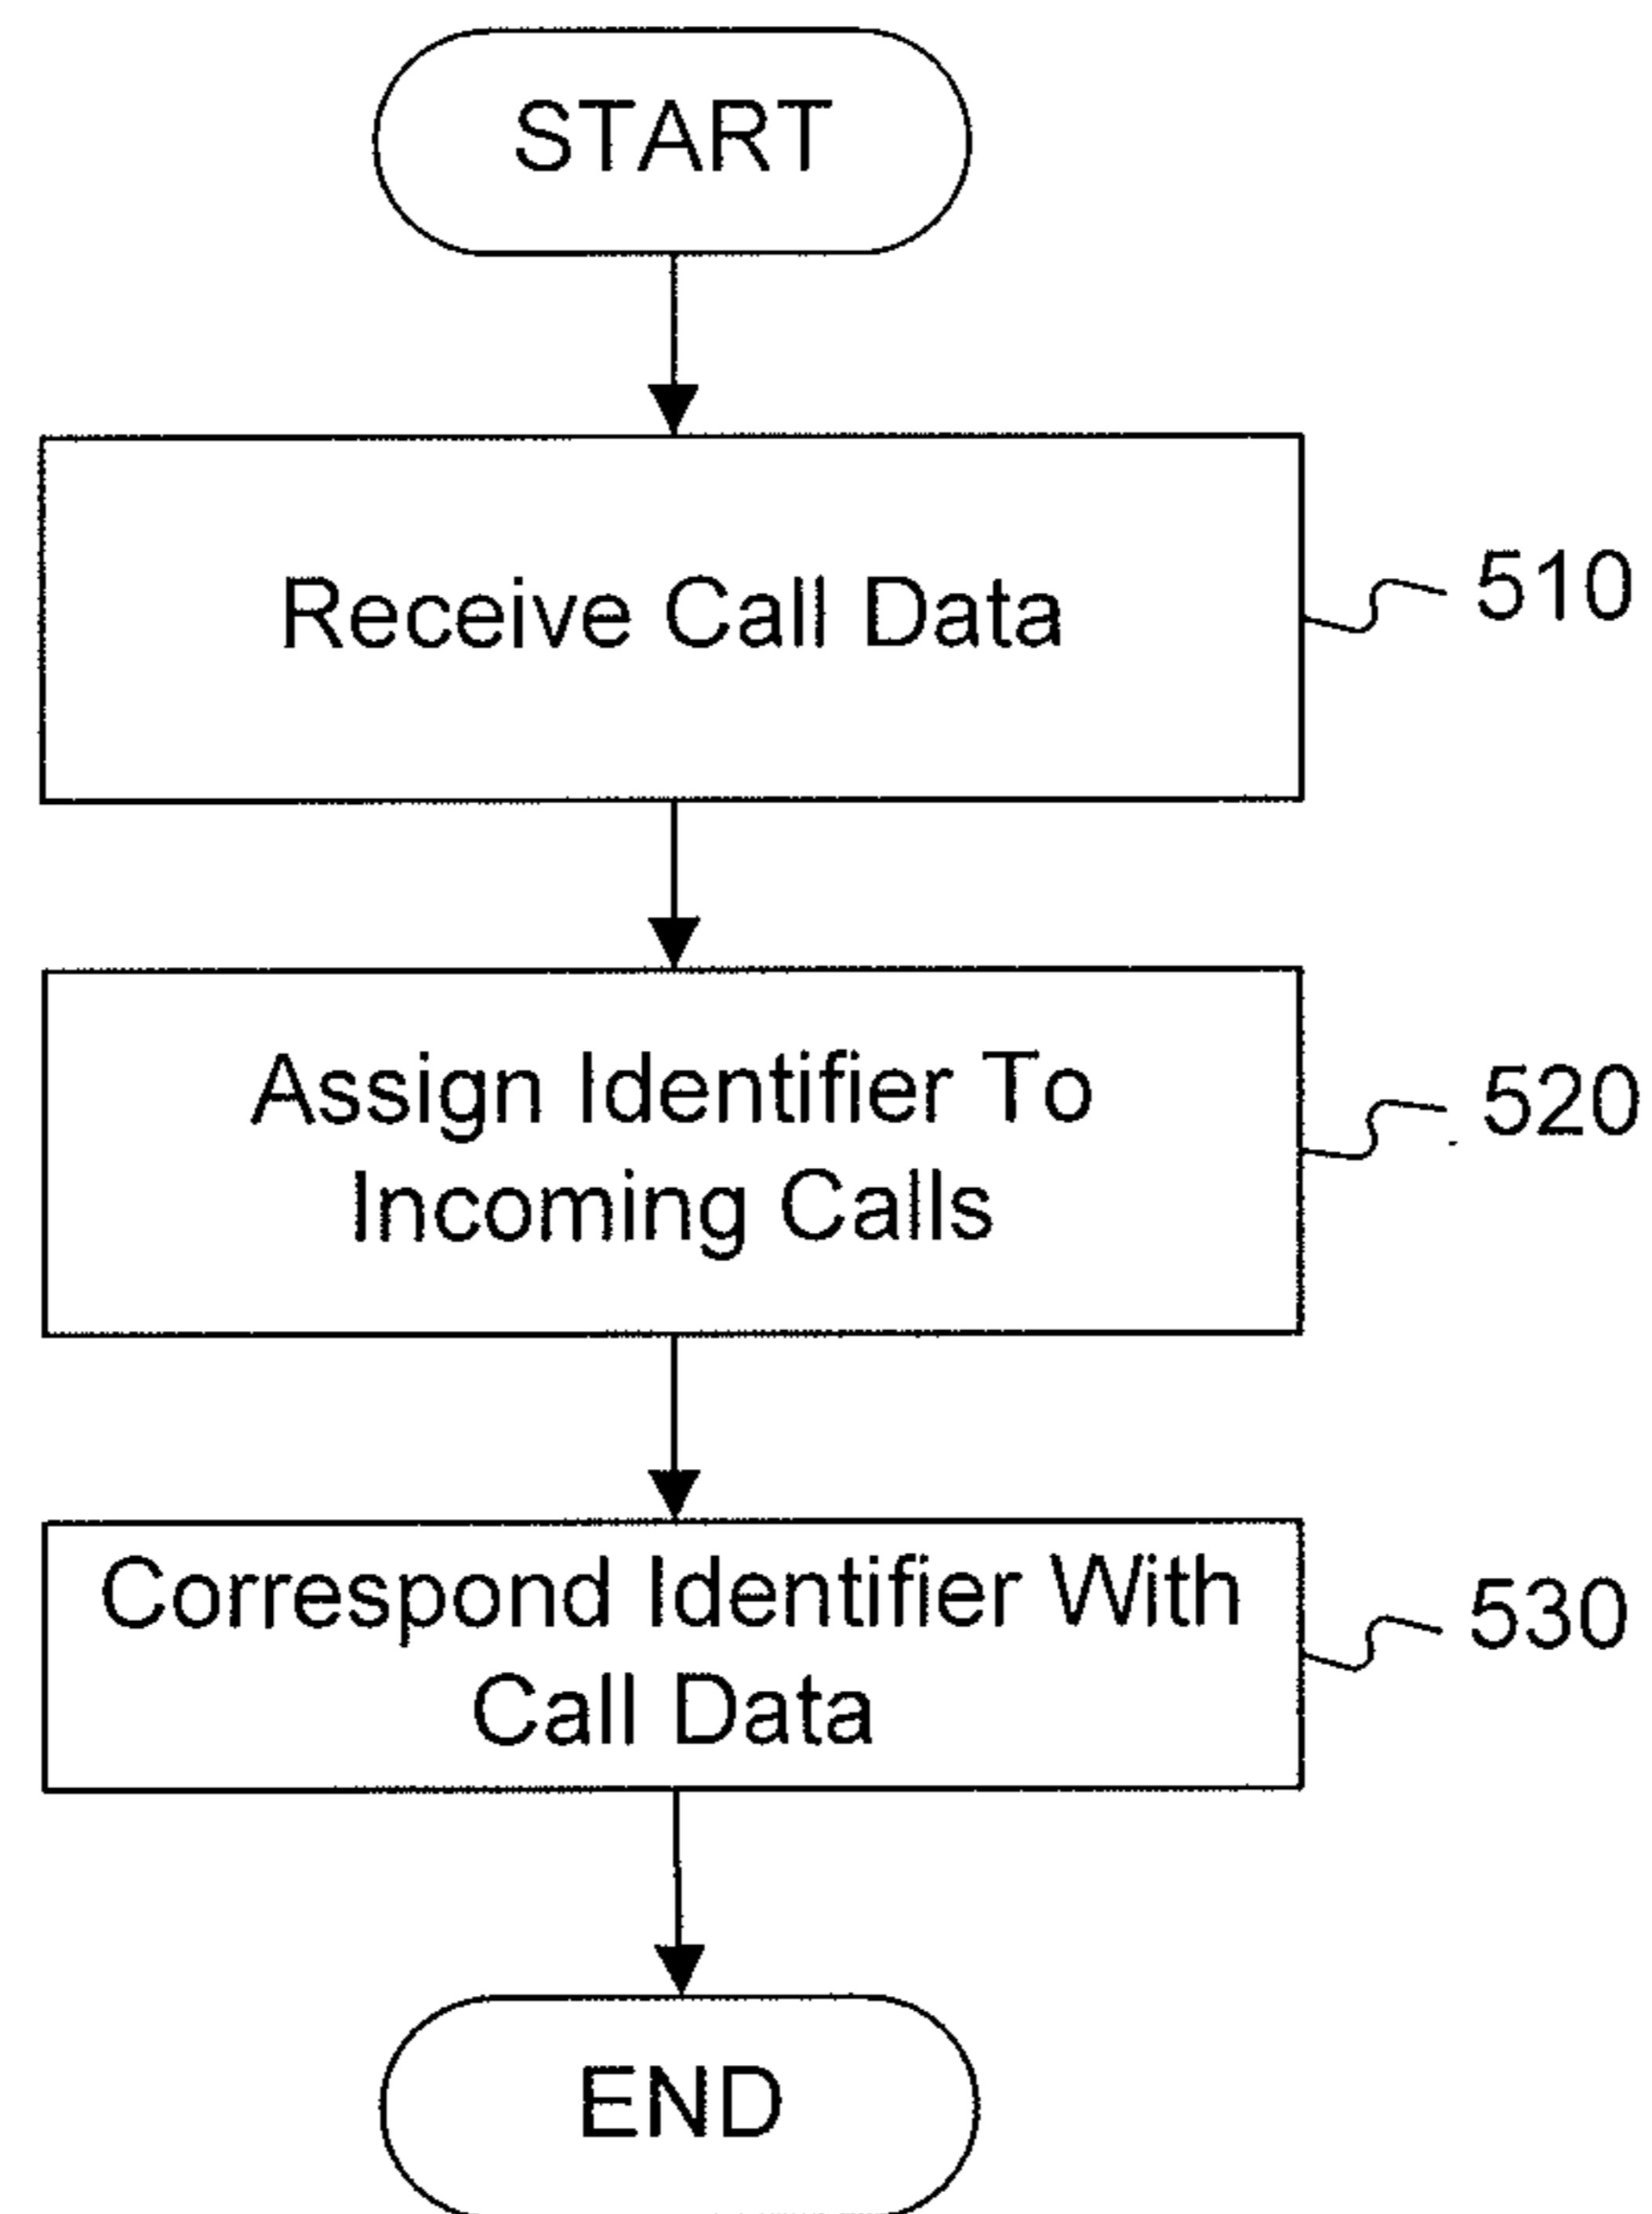 START
Receive Call Data
510
Assign Identifier To
Incoming Calls
520
Correspond Identifier With
Call Data
530
END